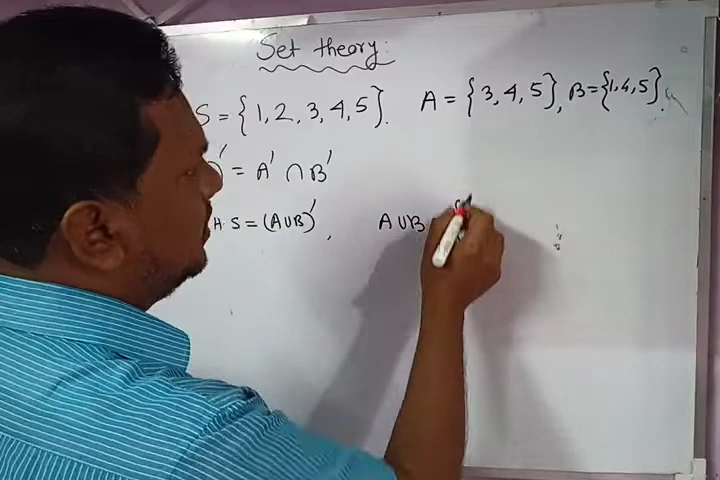 Set theory:
S = {1, 2, 3, 4, 5}. A = {3, 4, 5}, B = {1, 4, 5}.
)' = A' ∩ B'
H·S = (A∪B)', A∪B =